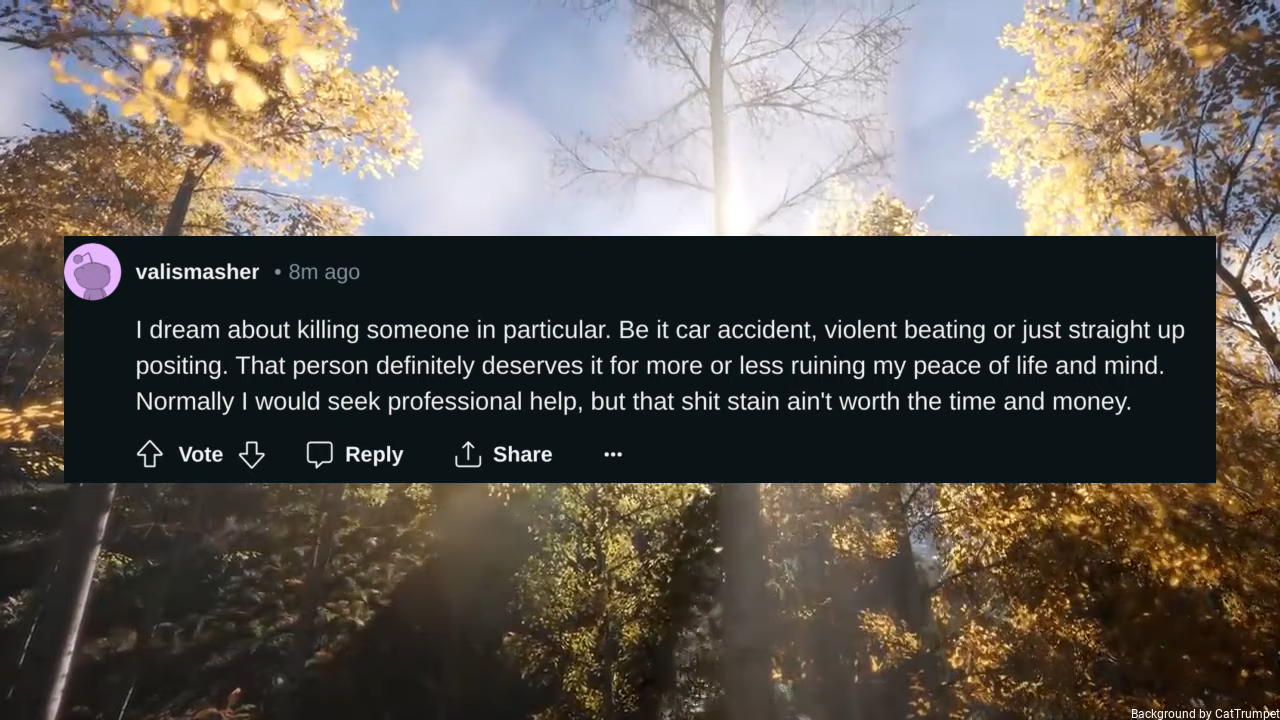 valismasher • 8m ago
I dream about killing someone in particular. Be it car accident, violent beating or just straight up
positing. That person definitely deserves it for more or less ruining my peace of life and mind.
Normally I would seek professional help, but that shit stain ain't worth the time and money.
Vote Reply Share ...
Background by CatTrumpet